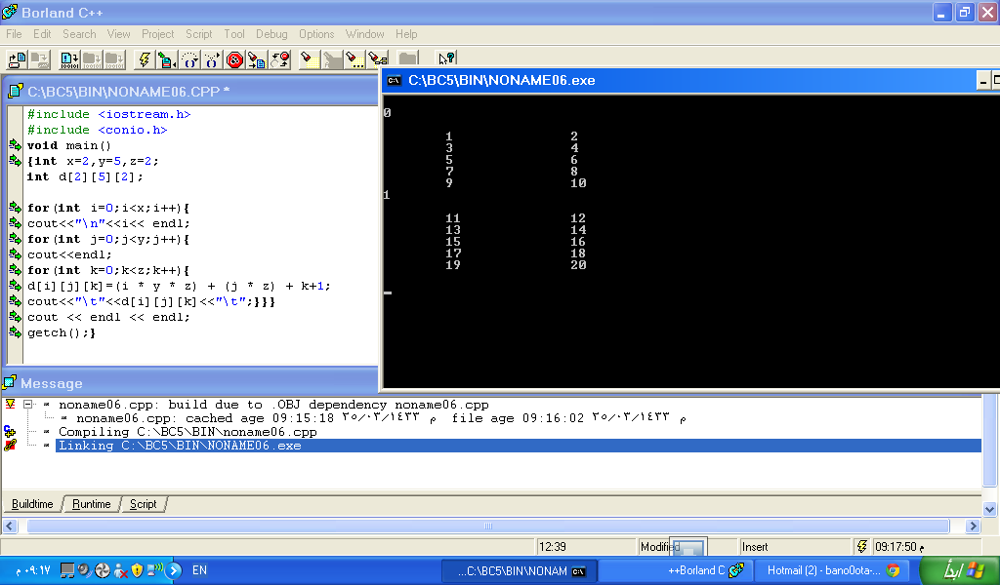 Borland C++
File Edit Search View Project Script Tool Debug Options Window Help
C:\BC5\BIN\NONAME06.CPP *
#include <iostream.h>
#include <conio.h>
void main()
{int x=2,y=5,z=2;
int d[2][5][2];
for(int i=0;i<x;i++){
cout<<"\n"<<i<< endl;
for(int j=0;j<y;j++){
cout<<endl;
for(int k=0;k<z;k++){
d[i][j][k]=(i * y * z) + (j * z) + k+1;
cout<<"\t"<<d[i][j][k]<<"\t";}}}
cout << endl << endl;
getch();}
C:\BC5\BIN\NONAME06.exe
0
1 2
3 4
5 6
7 8
9 10
1
11 12
13 14
15 16
17 18
19 20
Message
noname06.cpp: build due to .OBJ dependency noname06.cpp
noname06.cpp: cached age 09:15:18 م ٢٥/٠٣/١٤٣٣ file age 09:16:02 م ٢٥/٠٣/١٤٣٣
Compiling C:\BC5\BIN\noname06.cpp
Linking C:\BC5\BIN\NONAME06.exe
Buildtime Runtime Script
12:39 Modified Insert 09:17:50 م
٠٩:١٧ م EN ...C:\BC5\BIN\NONAM ++Borland C Hotmail (2) - bano0ota-... ابدأ